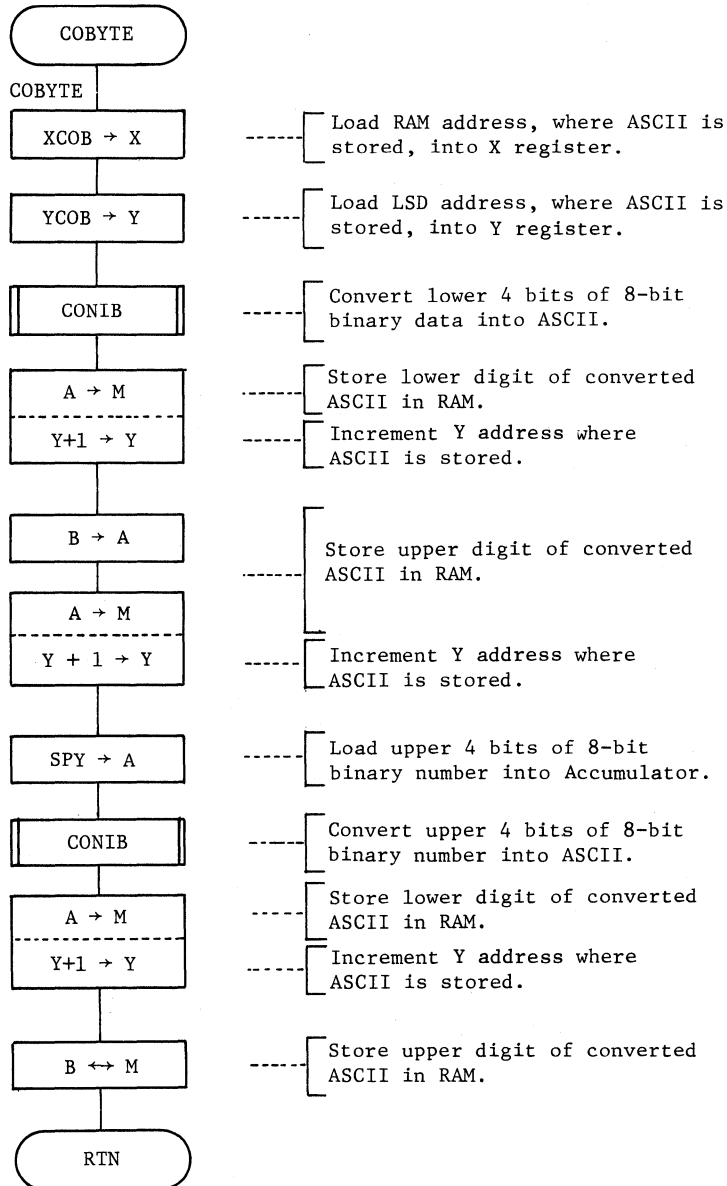 COBYTE
COBYTE
XCOB → X
Load RAM address, where ASCII is
stored, into X register.
YCOB → Y
Load LSD address, where ASCII is
stored, into Y register.
CONIB
Convert lower 4 bits of 8-bit
binary data into ASCII.
A → M
Store lower digit of converted
ASCII in RAM.
Y+1 → Y
Increment Y address where
ASCII is stored.
B → A
Store upper digit of converted
ASCII in RAM.
A → M
Y + 1 → Y
Increment Y address where
ASCII is stored.
SPY → A
Load upper 4 bits of 8-bit
binary number into Accumulator.
CONIB
Convert upper 4 bits of 8-bit
binary number into ASCII.
A → M
Store lower digit of converted
ASCII in RAM.
Y+1 → Y
Increment Y address where
ASCII is stored.
B ↔ M
Store upper digit of converted
ASCII in RAM.
RTN